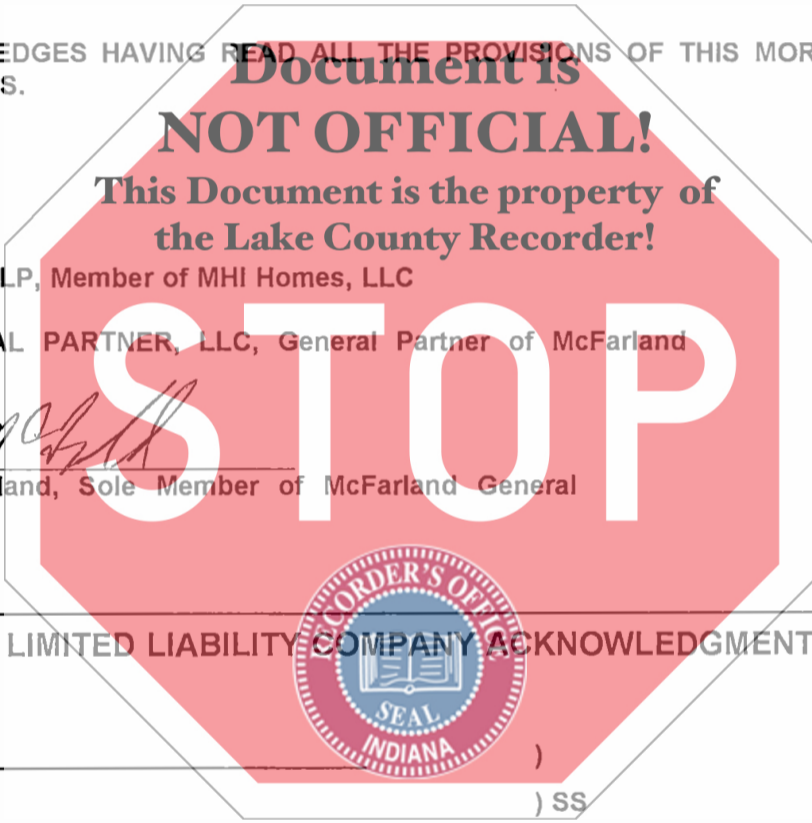 EDGES HAVING READ ALL THE PROVISIONS OF THIS MOR
S.
Document is
NOT OFFICIAL!
This Document is the property of
the Lake County Recorder!
LP, Member of MHI Homes, LLC
AL PARTNER, LLC, General Partner of McFarland
STOP
land, Sole Member of McFarland General
RECORDER'S OFFICE
LIMITED LIABILITY COMPANY ACKNOWLEDGMENT
SEAL
INDIANA
)
) SS